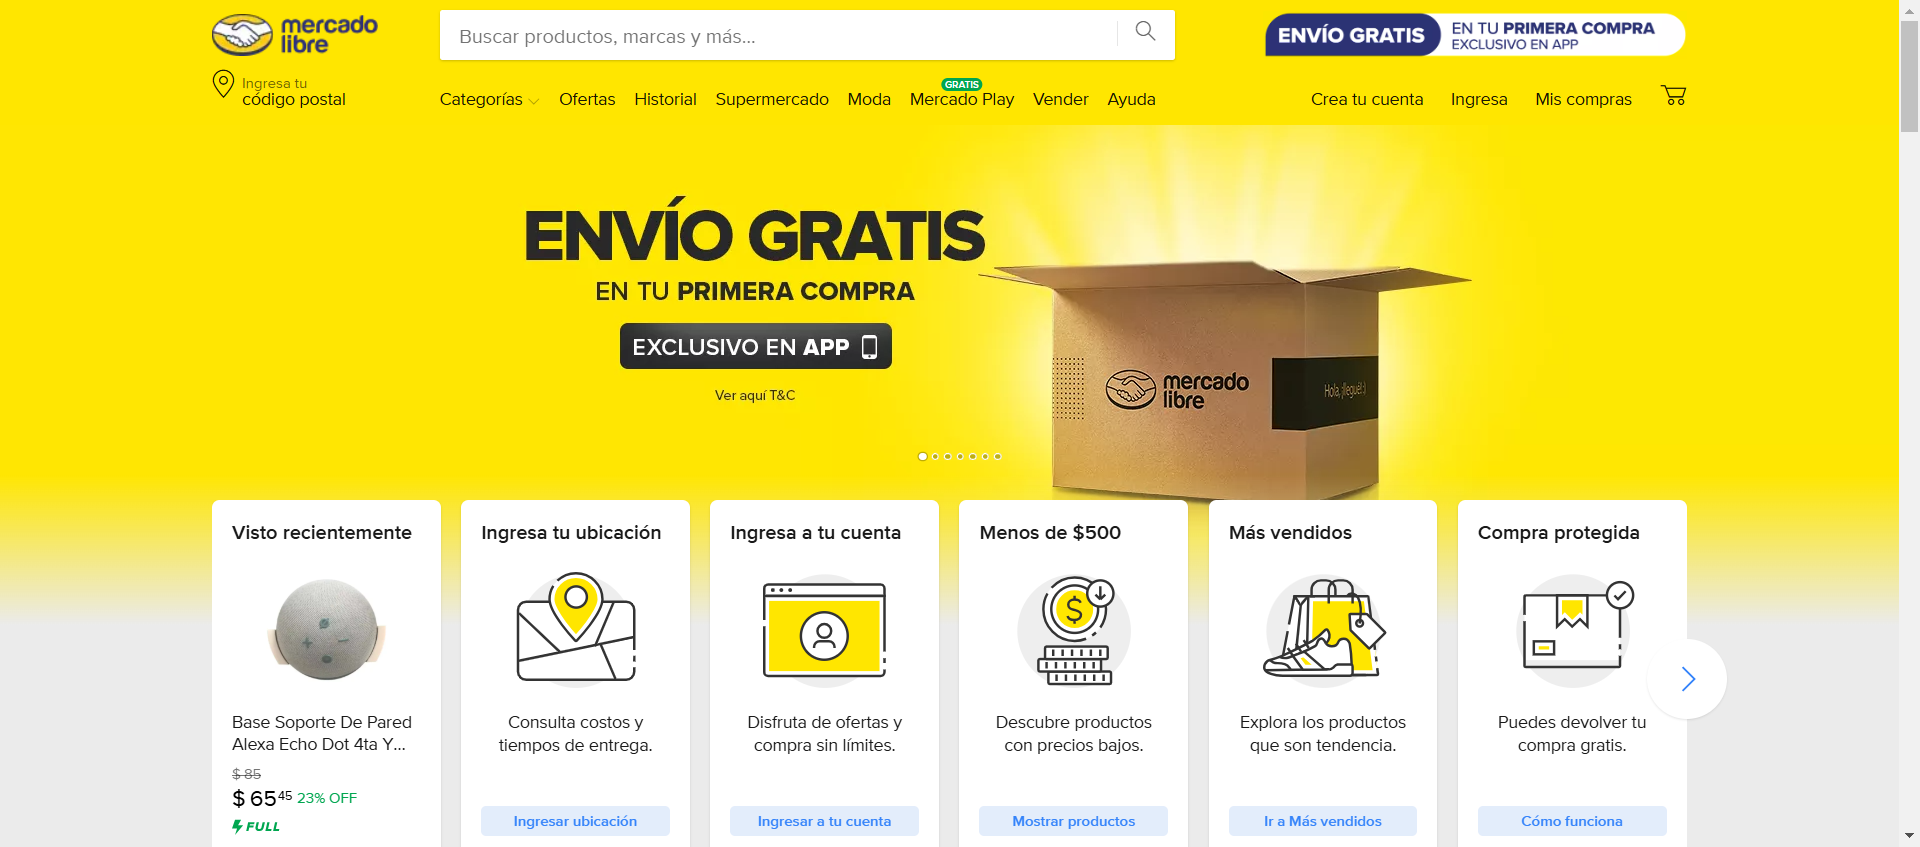 mercado
libre
Buscar productos, marcas y más...
ENVÍO GRATIS
EN TU PRIMERA COMPRA
EXCLUSIVO EN APP
Ingresa tu
código postal
Categorías
Ofertas
Historial
Supermercado
Moda
GRATIS
Mercado Play
Vender
Ayuda
Crea tu cuenta
Ingresa
Mis compras
ENVÍO GRATIS
EN TU PRIMERA COMPRA
EXCLUSIVO EN APP
Ver aquí T&C
mercado
libre
Hola, ¡llegué! :)
Visto recientemente
Base Soporte De Pared
Alexa Echo Dot 4ta Y...
$ 85
$ 65 45 23% OFF
FULL
Ingresa tu ubicación
Consulta costos y
tiempos de entrega.
Ingresar ubicación
Ingresa a tu cuenta
Disfruta de ofertas y
compra sin límites.
Ingresar a tu cuenta
Menos de $500
$
Descubre productos
con precios bajos.
Mostrar productos
Más vendidos
Explora los productos
que son tendencia.
Ir a Más vendidos
Compra protegida
Puedes devolver tu
compra gratis.
Cómo funciona